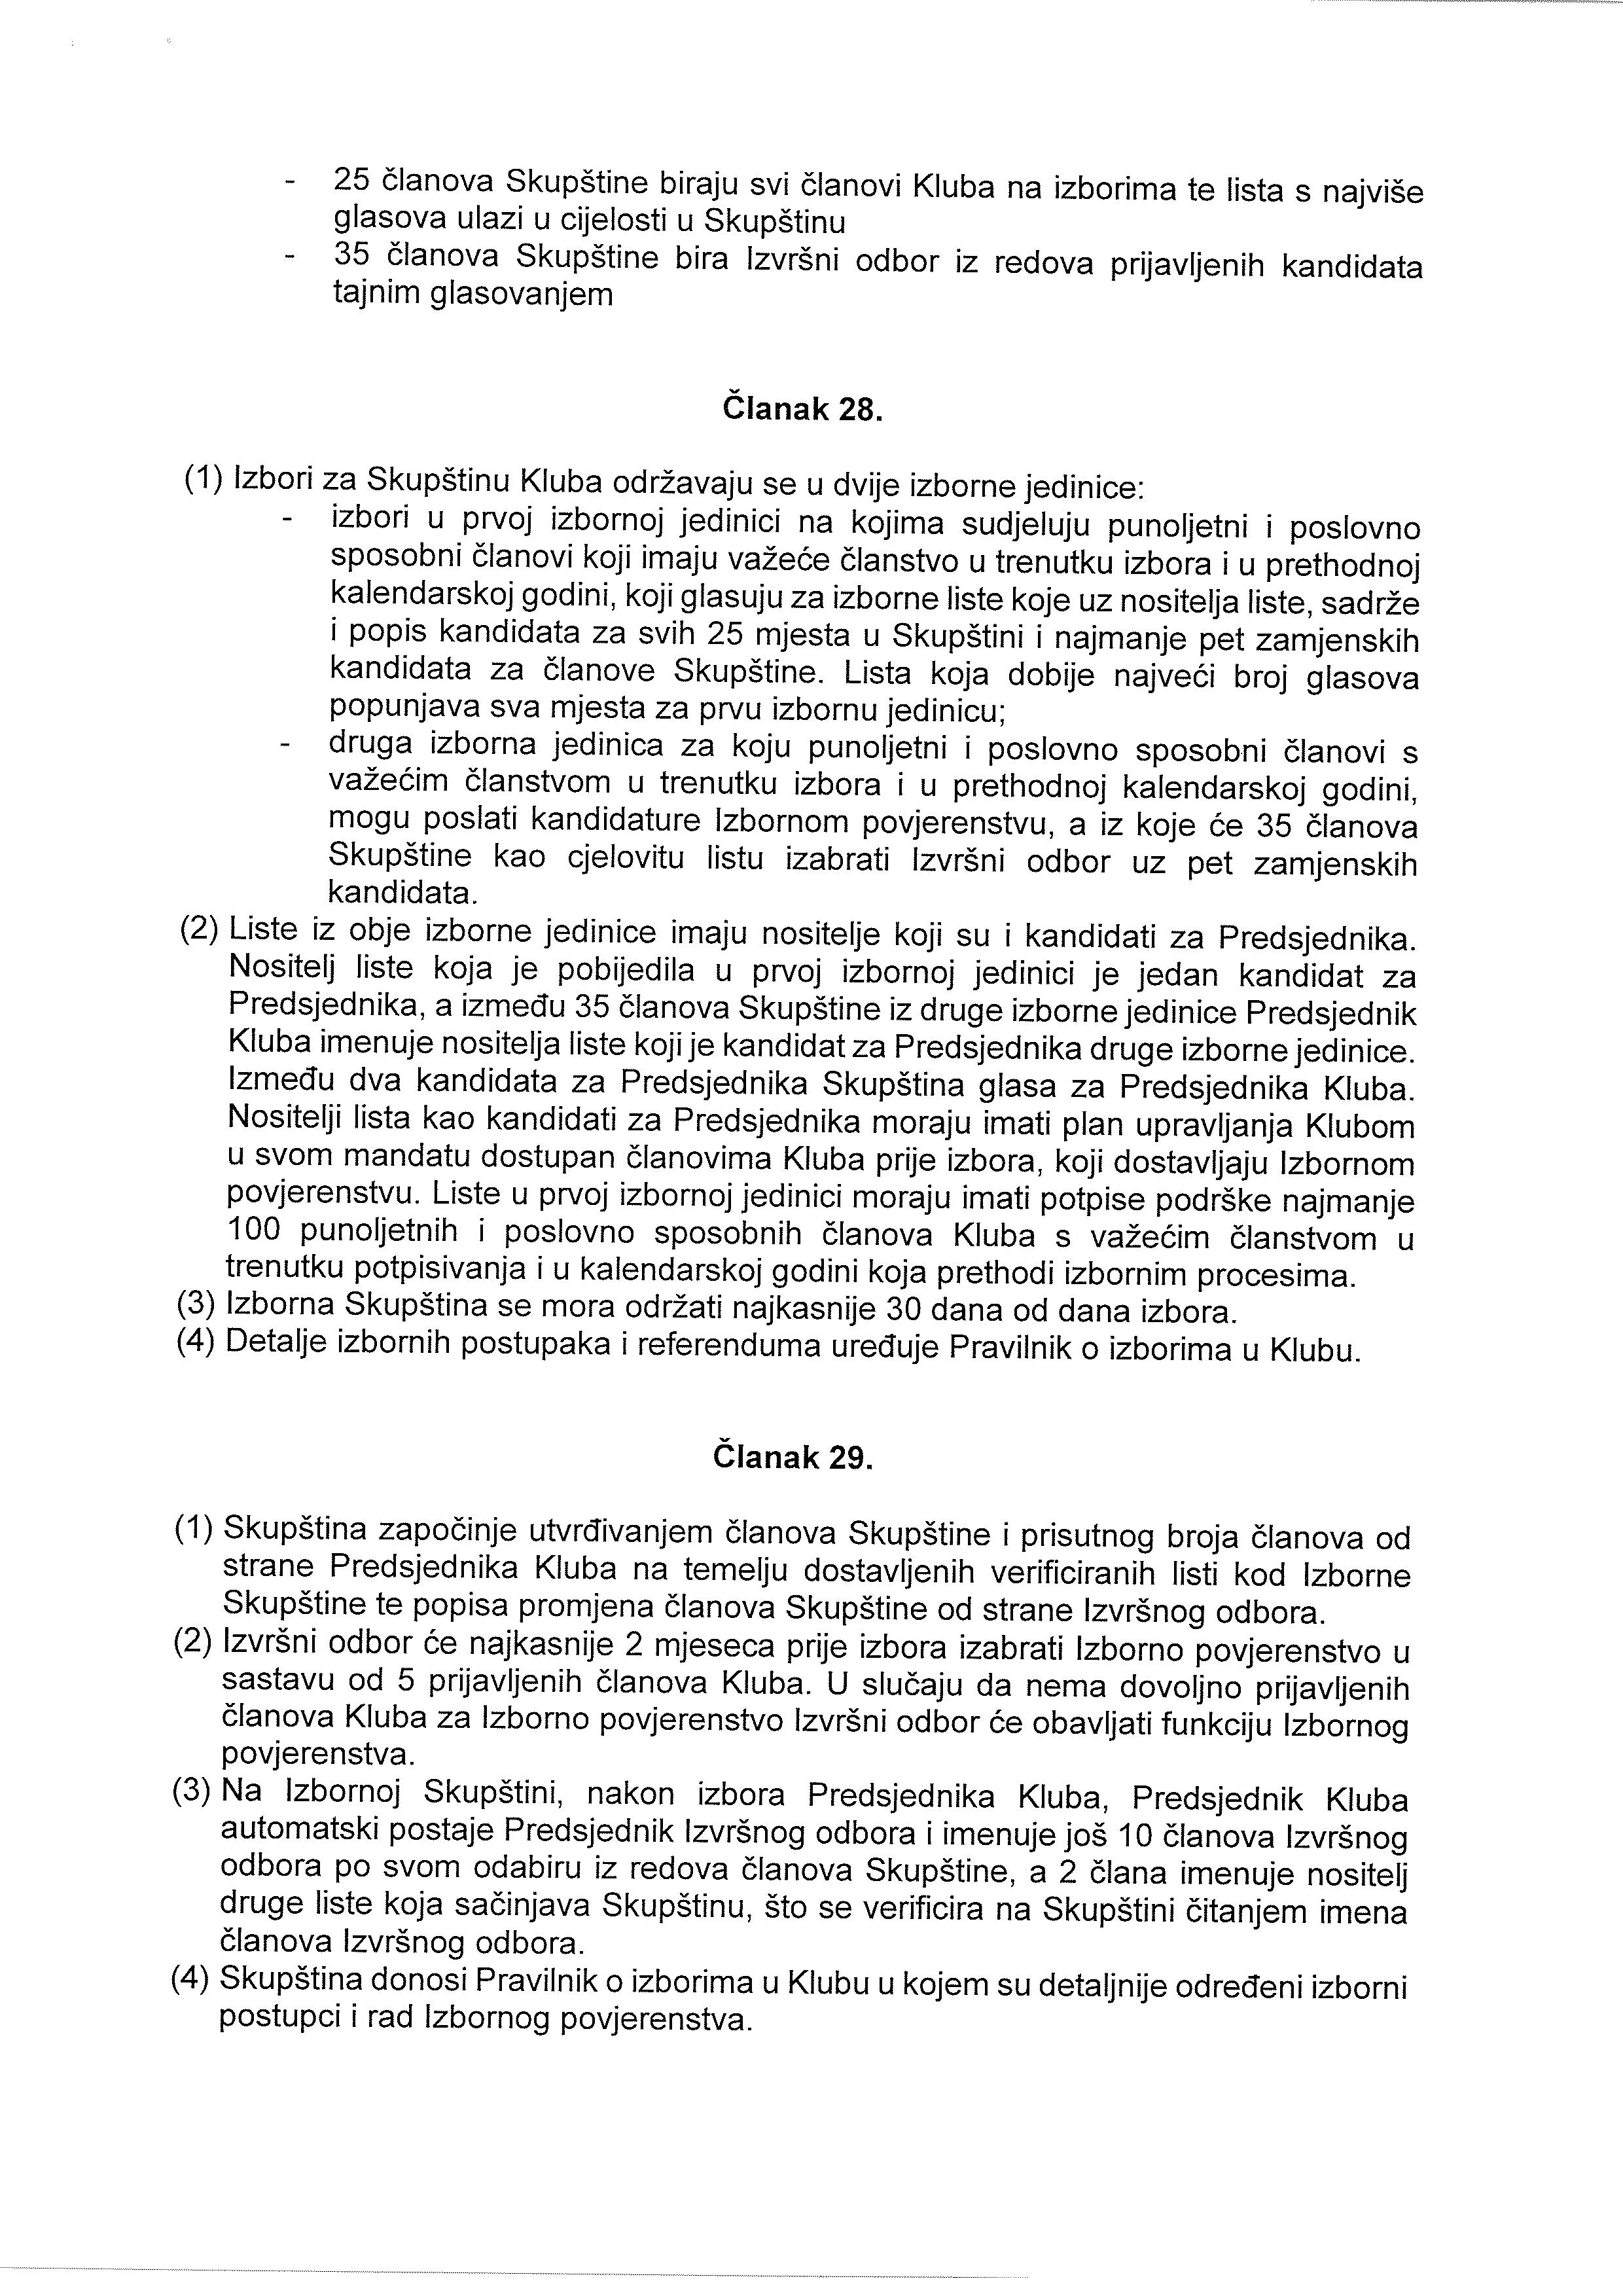 - 25 članova Skupštine biraju svi članovi Kluba na izborima te lista s najviše
glasova ulazi u cijelosti u Skupštinu
- 35 članova Skupštine bira Izvršni odbor iz redova prijavljenih kandidata
tajnim glasovanjem
Članak 28.
(1) Izbori za Skupštinu Kluba održavaju se u dvije izborne jedinice:
- izbori u prvoj izbornoj jedinici na kojima sudjeluju punoljetni i poslovno
sposobni članovi koji imaju važeće članstvo u trenutku izbora i u prethodnoj
kalendarskoj godini, koji glasuju za izborne liste koje uz nositelja liste, sadrže
i popis kandidata za svih 25 mjesta u Skupštini i najmanje pet zamjenskih
kandidata za članove Skupštine. Lista koja dobije najveći broj glasova
popunjava sva mjesta za prvu izbornu jedinicu;
- druga izborna jedinica za koju punoljetni i poslovno sposobni članovi s
važećim članstvom u trenutku izbora i u prethodnoj kalendarskoj godini,
mogu poslati kandidature Izbornom povjerenstvu, a iz koje će 35 članova
Skupštine kao cjelovitu listu izabrati Izvršni odbor uz pet zamjenskih
kandidata.
(2) Liste iz obje izborne jedinice imaju nositelje koji su i kandidati za Predsjednika.
Nositelj liste koja je pobijedila u prvoj izbornoj jedinici je jedan kandidat za
Predsjednika, a između 35 članova Skupštine iz druge izborne jedinice Predsjednik
Kluba imenuje nositelja liste koji je kandidat za Predsjednika druge izborne jedinice.
Između dva kandidata za Predsjednika Skupština glasa za Predsjednika Kluba.
Nositelji lista kao kandidati za Predsjednika moraju imati plan upravljanja Klubom
u svom mandatu dostupan članovima Kluba prije izbora, koji dostavljaju Izbornom
povjerenstvu. Liste u prvoj izbornoj jedinici moraju imati potpise podrške najmanje
100 punoljetnih i poslovno sposobnih članova Kluba s važećim članstvom u
trenutku potpisivanja i u kalendarskoj godini koja prethodi izbornim procesima.
(3) Izborna Skupština se mora održati najkasnije 30 dana od dana izbora.
(4) Detalje izbornih postupaka i referenduma uređuje Pravilnik o izborima u Klubu.
Članak 29.
(1) Skupština započinje utvrđivanjem članova Skupštine i prisutnog broja članova od
strane Predsjednika Kluba na temelju dostavljenih verificiranih listi kod Izborne
Skupštine te popisa promjena članova Skupštine od strane Izvršnog odbora.
(2) Izvršni odbor će najkasnije 2 mjeseca prije izbora izabrati Izborno povjerenstvo u
sastavu od 5 prijavljenih članova Kluba. U slučaju da nema dovoljno prijavljenih
članova Kluba za Izborno povjerenstvo Izvršni odbor će obavljati funkciju Izbornog
povjerenstva.
(3) Na Izbornoj Skupštini, nakon izbora Predsjednika Kluba, Predsjednik Kluba
automatski postaje Predsjednik Izvršnog odbora i imenuje još 10 članova Izvršnog
odbora po svom odabiru iz redova članova Skupštine, a 2 člana imenuje nositelj
druge liste koja sačinjava Skupštinu, što se verificira na Skupštini čitanjem imena
članova Izvršnog odbora.
(4) Skupština donosi Pravilnik o izborima u Klubu u kojem su detaljnije određeni izborni
postupci i rad Izbornog povjerenstva.